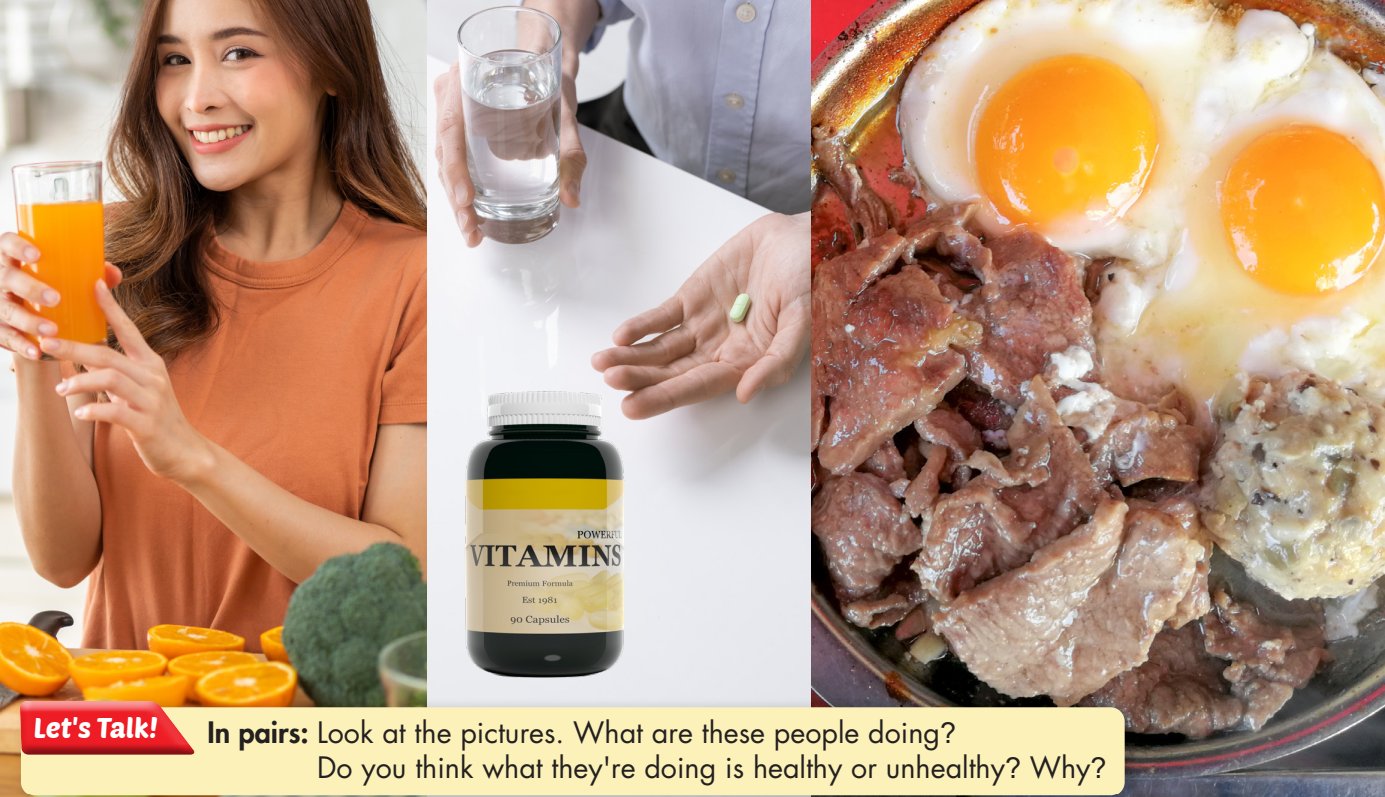 POWERFU
VITAMINS
Premium Formula
Est 1981
90 Capsules
Let's Talk!
In pairs: Look at the pictures. What are these people doing?
Do you think what they're doing is healthy or unhealthy? Why?